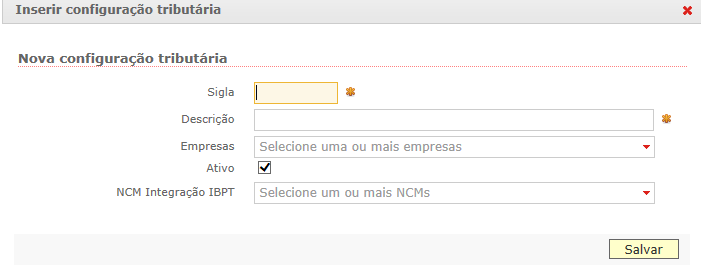 Inserir configuração tributária
Nova configuração tributária
Sigla
Descrição
Empresas Selecione uma ou mais empresas
Ativo
NCM Integração IBPT Selecione um ou mais NCMs
Salvar